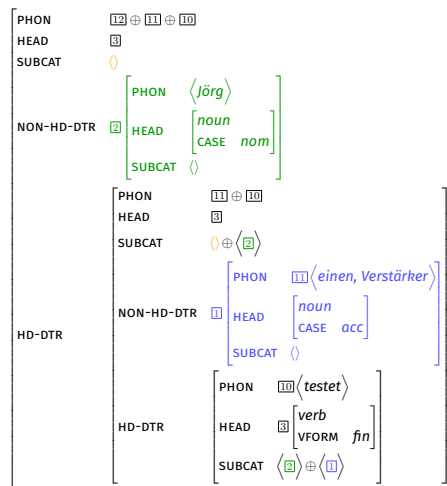 PHON 12 ⊕ 11 ⊕ 10
HEAD 3
SUBCAT ⟨⟩
NON-HD-DTR 2
PHON ⟨Jörg⟩
HEAD noun
CASE nom
SUBCAT ⟨⟩
HD-DTR
PHON 11 ⊕ 10
HEAD 3
SUBCAT ⟨⟩ ⊕ ⟨2⟩
NON-HD-DTR 1
PHON 11 ⟨einen, Verstärker⟩
HEAD noun
CASE acc
SUBCAT ⟨⟩
HD-DTR
PHON 10 ⟨testet⟩
HEAD 3 verb
VFORM fin
SUBCAT ⟨2⟩ ⊕ ⟨1⟩